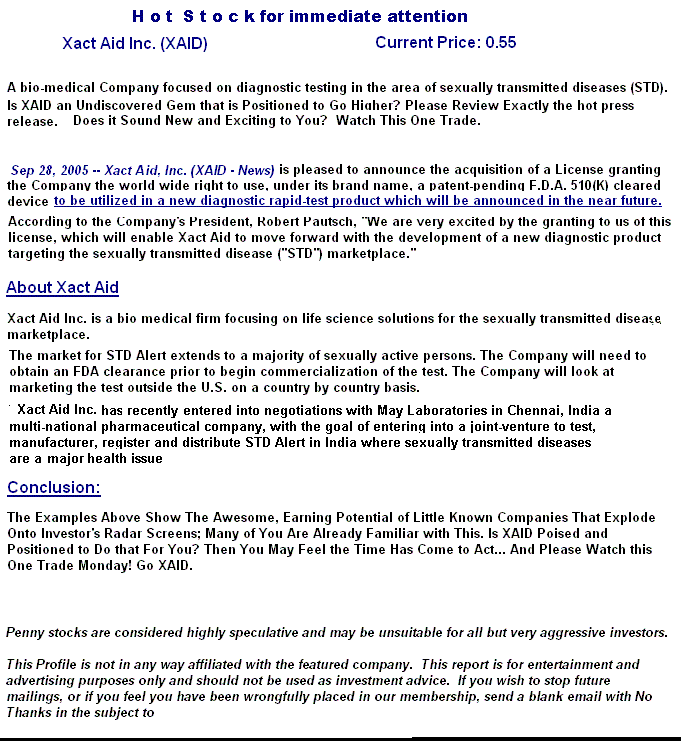 H o t  S t o c k for immediate attention
Xact Aid Inc. (XAID) Current Price: 0.55
A bio-medical Company focused on diagnostic testing in the area of sexually transmitted diseases (STD).
Is XAID an Undiscovered Gem that is Positioned to Go Higher? Please Review Exactly the hot press
release. Does it Sound New and Exciting to You? Watch This One Trade.
Sep 28, 2005 -- Xact Aid, Inc. (XAID - News) is pleased to announce the acquisition of a License granting
the Company the world wide right to use, under its brand name, a patent-pending F.D.A. 510(K) cleared
device to be utilized in a new diagnostic rapid-test product which will be announced in the near future.
According to the Company's President, Robert Pautsch, "We are very excited by the granting to us of this
license, which will enable Xact Aid to move forward with the development of a new diagnostic product
targeting the sexually transmitted disease ("STD") marketplace."
About Xact Aid
Xact Aid Inc. is a bio medical firm focusing on life science solutions for the sexually transmitted disease,
marketplace.
The market for STD Alert extends to a majority of sexually active persons. The Company will need to
obtain an FDA clearance prior to begin commercialization of the test. The Company will look at
marketing the test outside the U.S. on a country by country basis.
Xact Aid Inc. has recently entered into negotiations with May Laboratories in Chennai, India a
multi-national pharmaceutical company, with the goal of entering into a joint-venture to test,
manufacturer, register and distribute STD Alert in India where sexually transmitted diseases
are a major health issue
Conclusion:
The Examples Above Show The Awesome, Earning Potential of Little Known Companies That Explode
Onto Investor's Radar Screens; Many of You Are Already Familiar with This. Is XAID Poised and
Positioned to Do that For You? Then You May Feel the Time Has Come to Act... And Please Watch this
One Trade Monday! Go XAID.
Penny stocks are considered highly speculative and may be unsuitable for all but very aggressive investors.
This Profile is not in any way affiliated with the featured company. This report is for entertainment and
advertising purposes only and should not be used as investment advice. If you wish to stop future
mailings, or if you feel you have been wrongfully placed in our membership, send a blank email with No
Thanks in the subject to